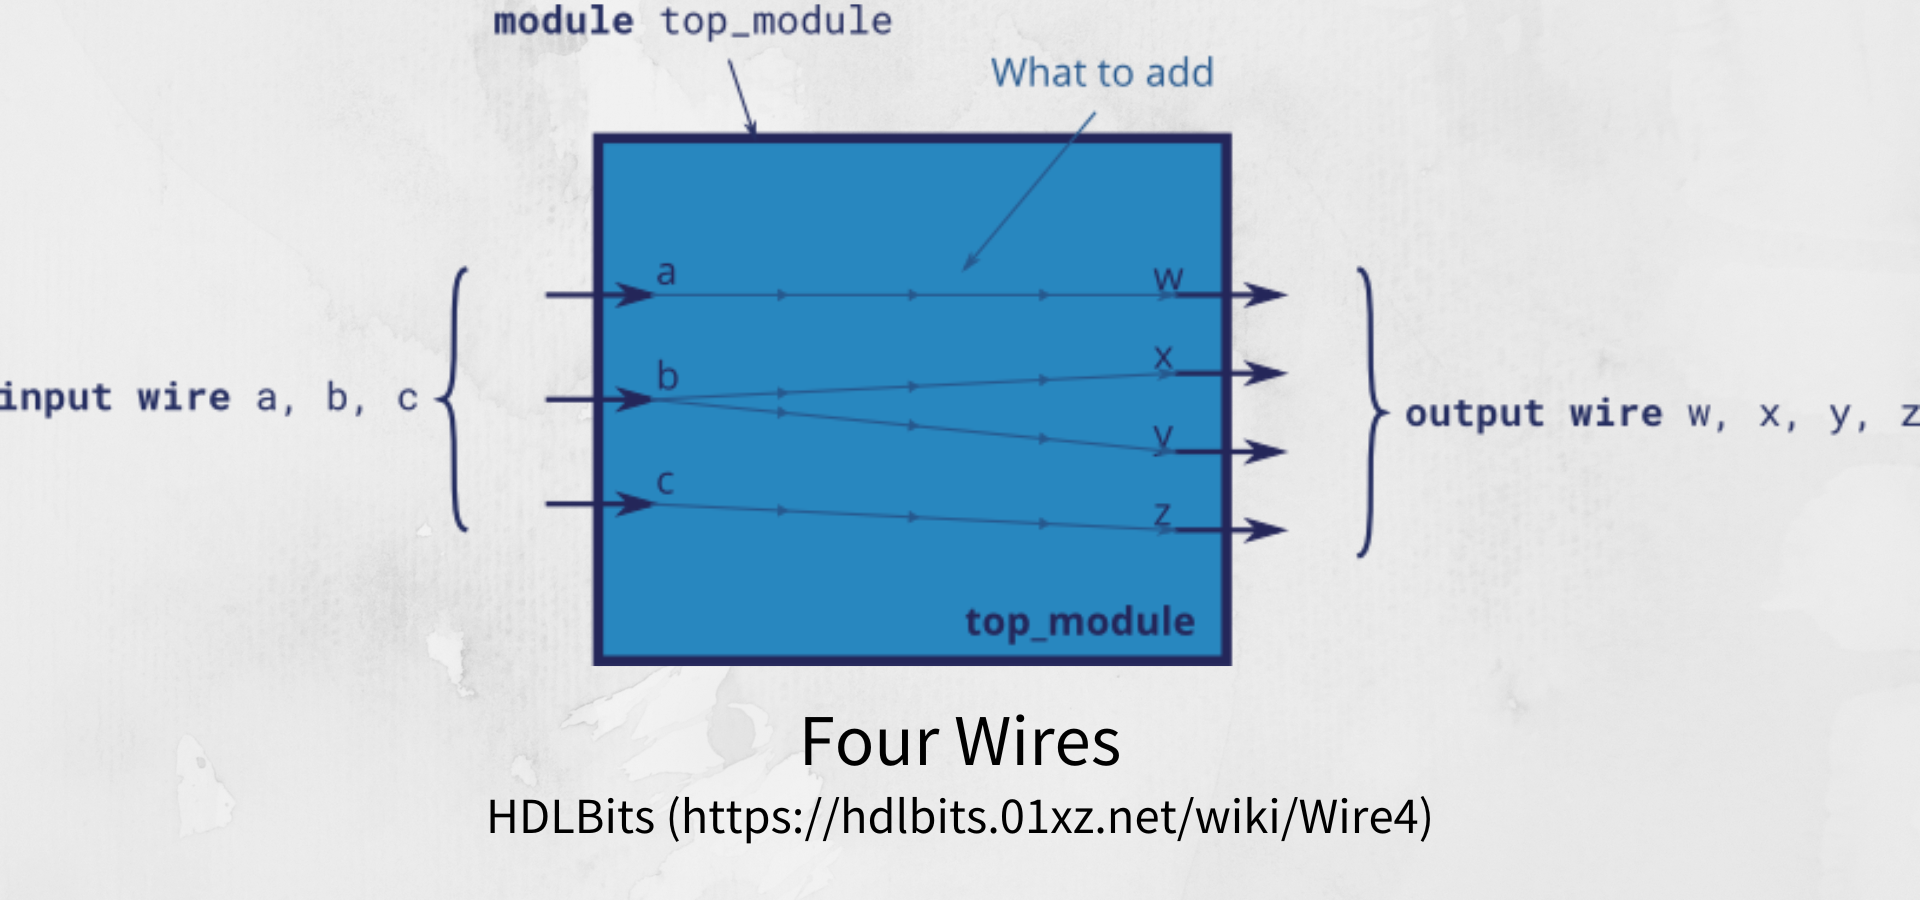 module top_module
What to add
a
w
x
b
input wire a, b, c
output wire w, x, y, z
y
c
z
top_module
Four Wires
HDLBits (https://hdlbits.01xz.net/wiki/Wire4)